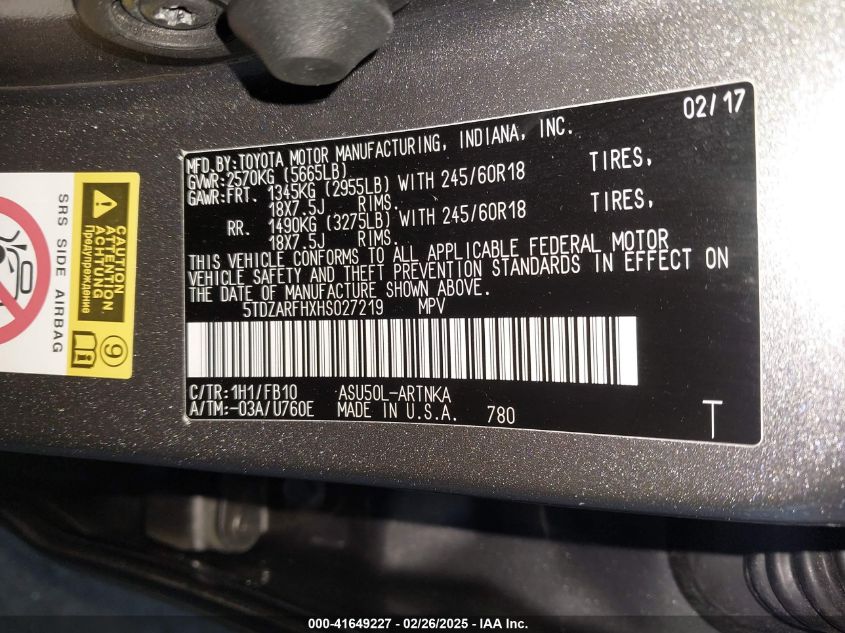 02/17
MFD.BY:TOYOTA MOTOR MANUFACTURING, INDIANA, INC.
GVWR:2570KG (5665LB)
GAWR:FRT. 1345KG (2955LB) WITH 245/60R18 TIRES,
18X7.5J RIMS.
RR. 1490KG (3275LB) WITH 245/60R18 TIRES,
18X7.5J RIMS.
THIS VEHICLE CONFORMS TO ALL APPLICABLE FEDERAL MOTOR
VEHICLE SAFETY AND THEFT PREVENTION STANDARDS IN EFFECT ON
THE DATE OF MANUFACTURE SHOWN ABOVE.
5TDZARFHXHS027219 MPV
C/TR:1H1/FB10 ASU50L-ARTNKA
A/TM:-03A/U760E MADE IN U.S.A. 780
T
SRS SIDE AIRBAG
CAUTION
ATTENTION
ACHTUNG
Предупреждение
9
000-41649227 - 02/26/2025 - IAA Inc.